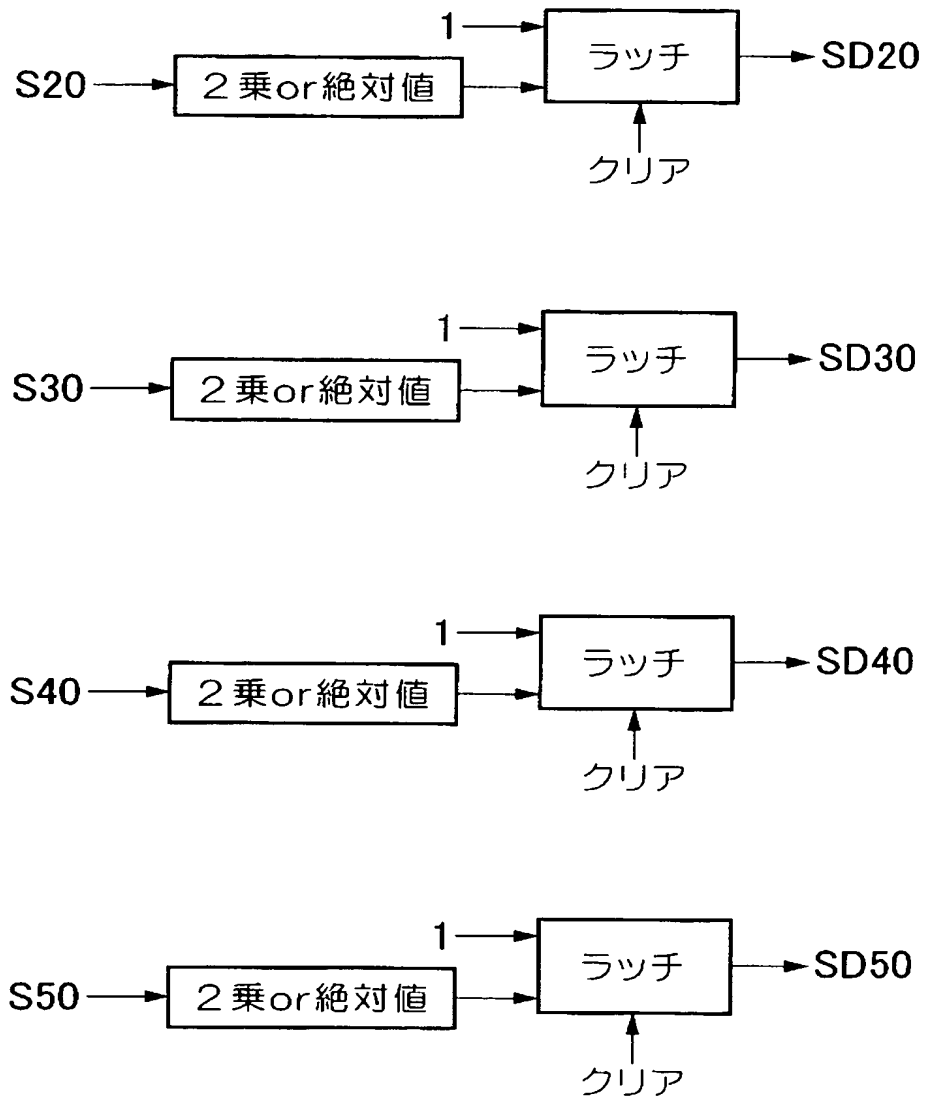 1
ラッチ
SD20
S20
2乗or絶対値
クリア
1
ラッチ
SD30
S30
2乗or絶対値
クリア
1
ラッチ
SD40
S40
2乗or絶対値
クリア
1
ラッチ
SD50
S50
2乗or絶対値
クリア